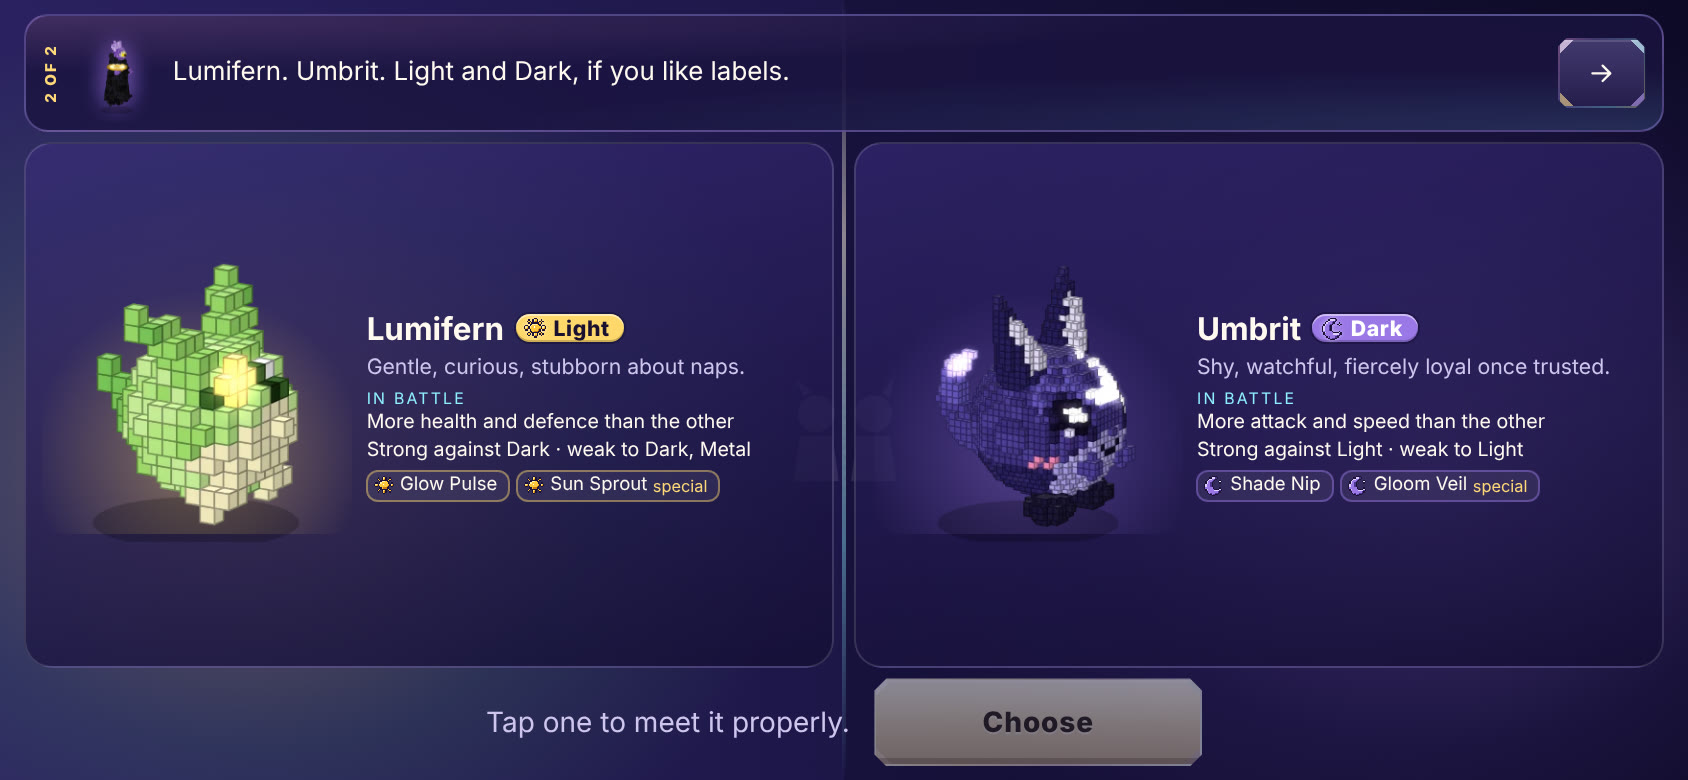 2 OF 2
Lumifern. Umbrit. Light and Dark, if you like labels.
Lumifern Light
Gentle, curious, stubborn about naps.
IN BATTLE
More health and defence than the other
Strong against Dark · weak to Dark, Metal
Glow Pulse Sun Sprout special
Umbrit Dark
Shy, watchful, fiercely loyal once trusted.
IN BATTLE
More attack and speed than the other
Strong against Light · weak to Light
Shade Nip Gloom Veil special
Tap one to meet it properly.
Choose